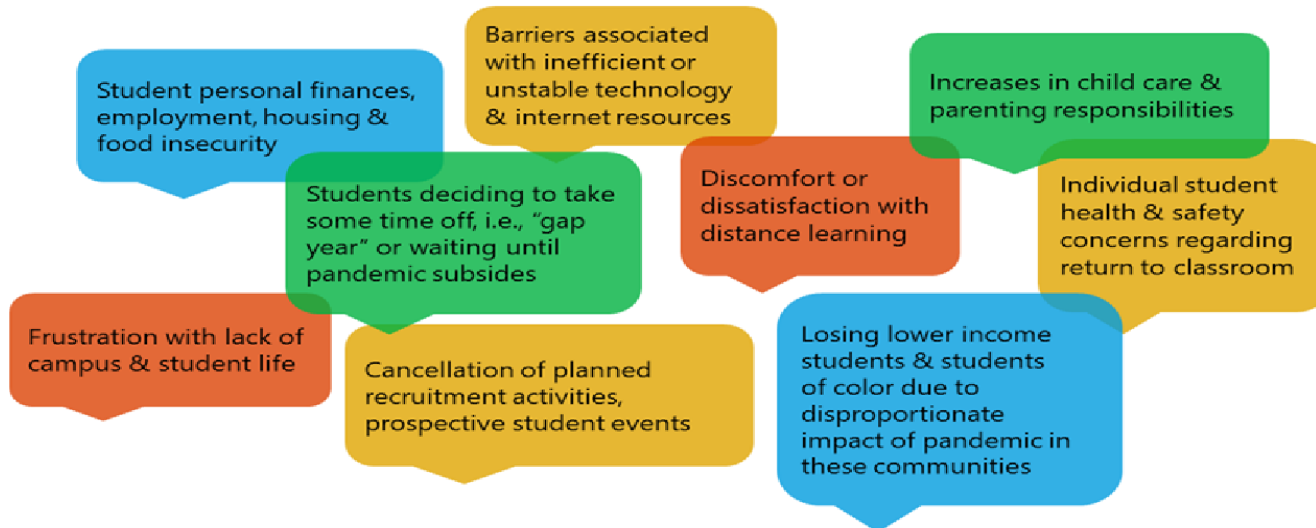 Student personal finances,
employment, housing &
food insecurity
Barriers associated
with inefficient or
unstable technology
& internet resources
Increases in child care &
parenting responsibilities
Students deciding to take
some time off, i.e., “gap
year” or waiting until
pandemic subsides
Discomfort or
dissatisfaction with
distance learning
Individual student
health & safety
concerns regarding
return to classroom
Frustration with lack of
campus & student life
Cancellation of planned
recruitment activities,
prospective student events
Losing lower income
students & students
of color due to
disproportionate
impact of pandemic in
these communities